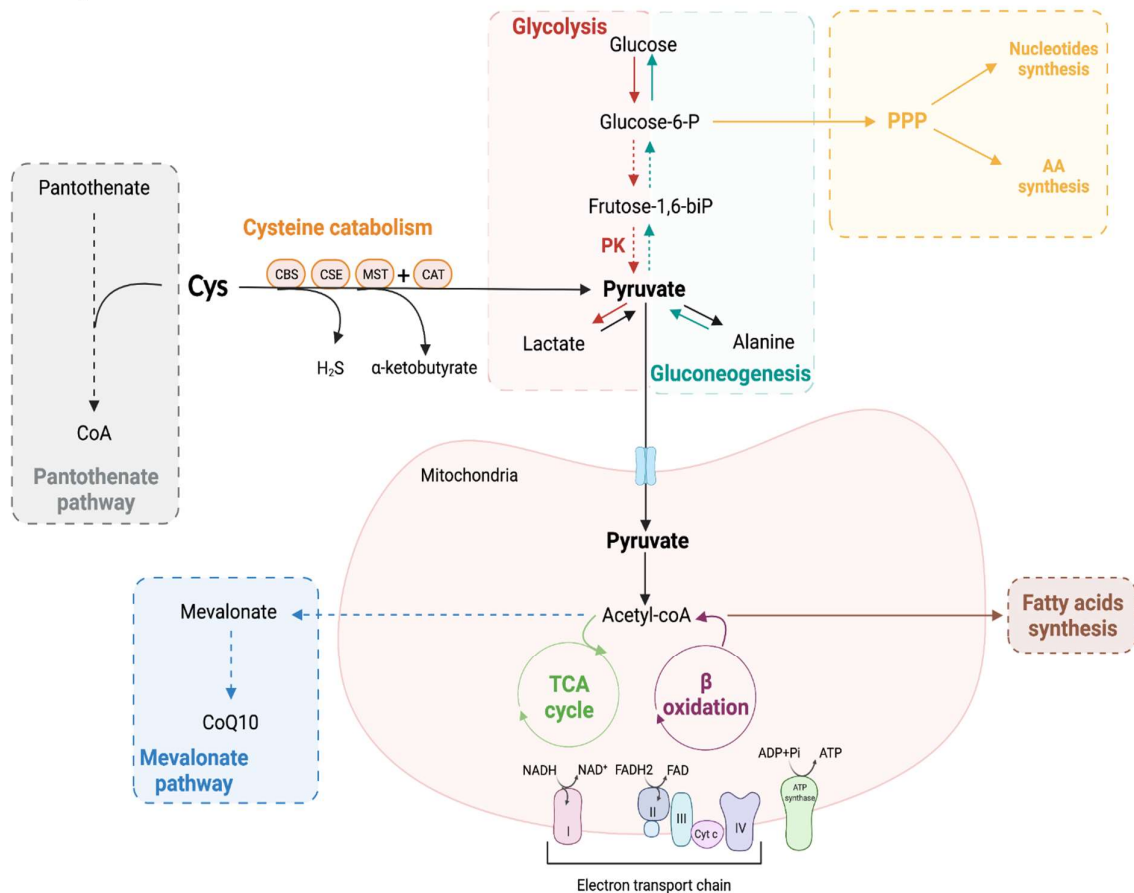 Glycolysis
Glucose
Glucose-6-P
Frutose-1,6-biP
PK
Pyruvate
Lactate
Alanine
Gluconeogenesis
PPP
Nucleotides
synthesis
AA
synthesis
Pantothenate
CoA
Pantothenate
pathway
Cys
Cysteine catabolism
CBS CSE MST + CAT
H₂S
α-ketobutyrate
Mitochondria
Pyruvate
Acetyl-coA
Mevalonate
CoQ10
Mevalonate
pathway
Fatty acids
synthesis
TCA
cycle
β
oxidation
NADH NAD⁺ FADH2 FAD
ADP+Pi ATP
I
II
III
Cyt c
IV
ATP
synthase
Electron transport chain